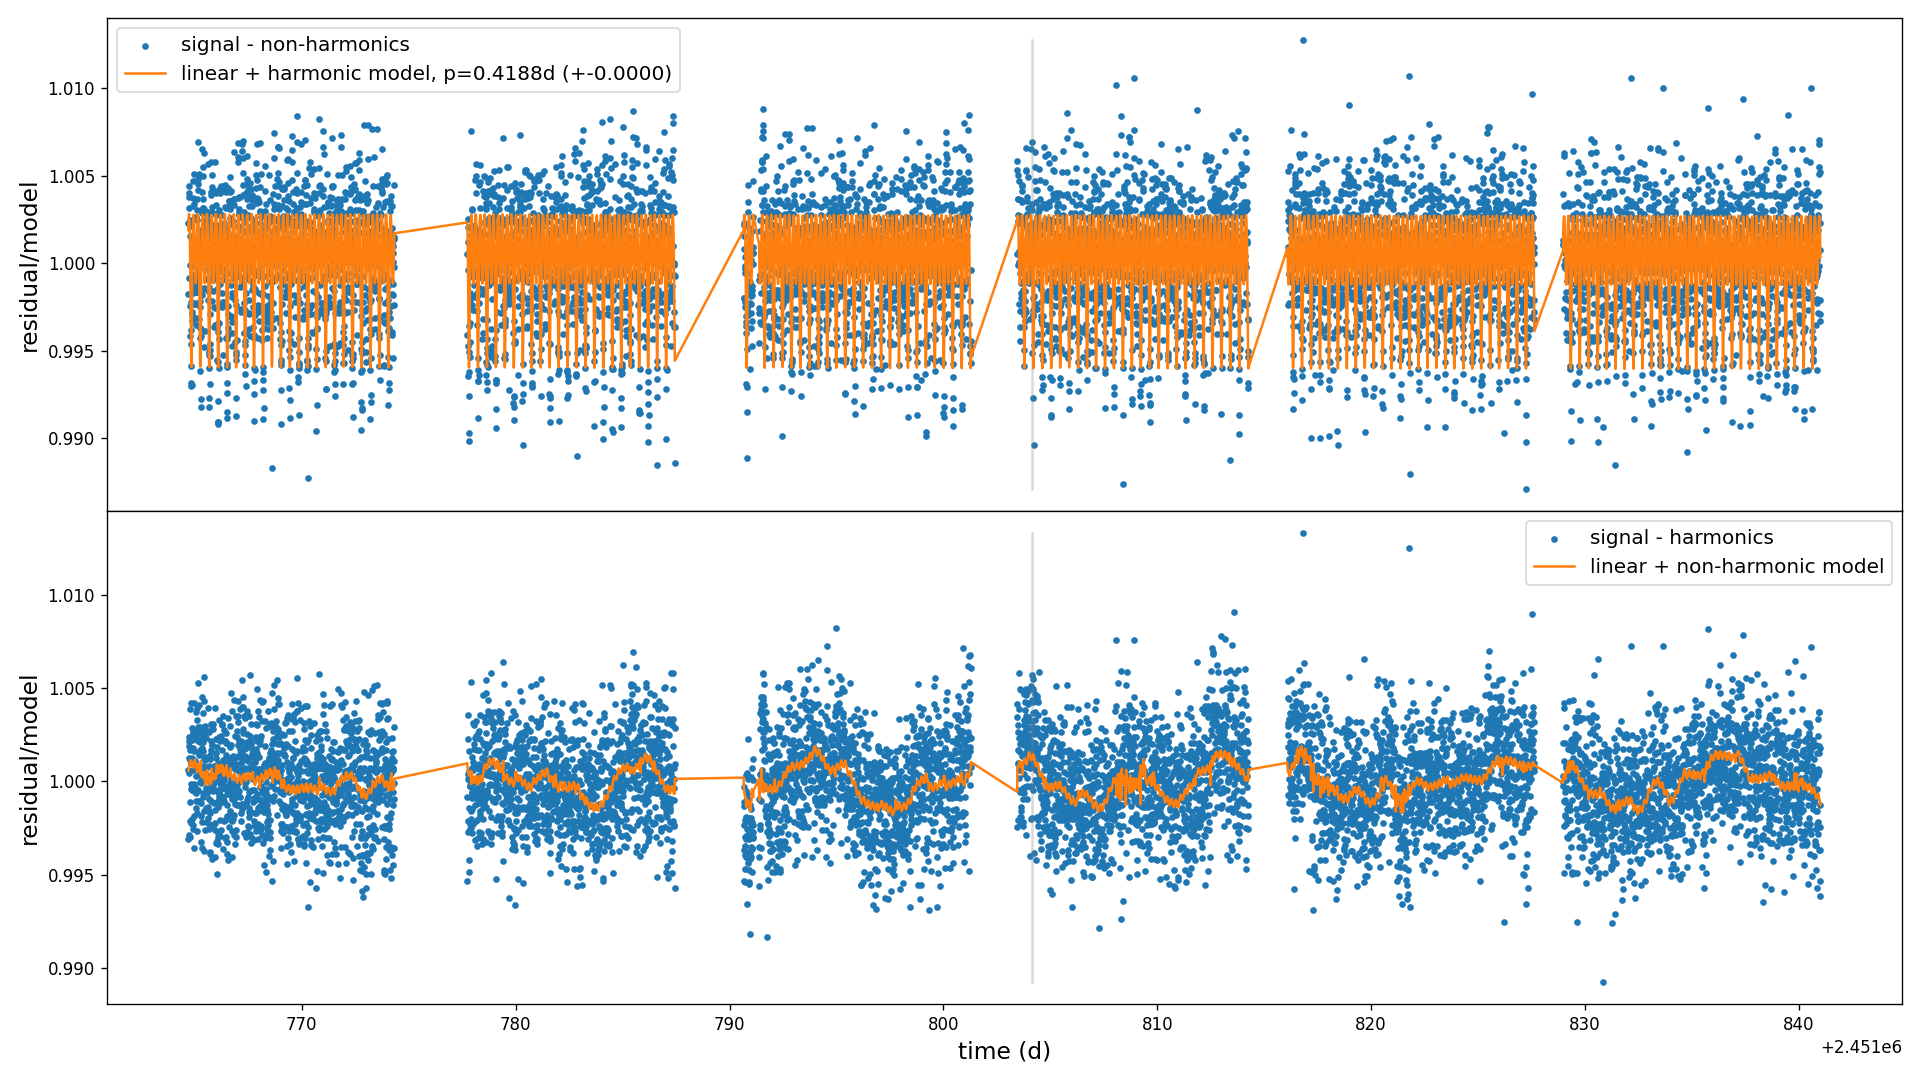 signal - non-harmonics
linear + harmonic model, p=0.4188d (+-0.0000)
1.010
1.005
1.000
0.995
0.990
residual/model
signal - harmonics
linear + non-harmonic model
1.010
1.005
1.000
0.995
0.990
residual/model
770 780 790 800 810 820 830 840
time (d)
+2.451e6